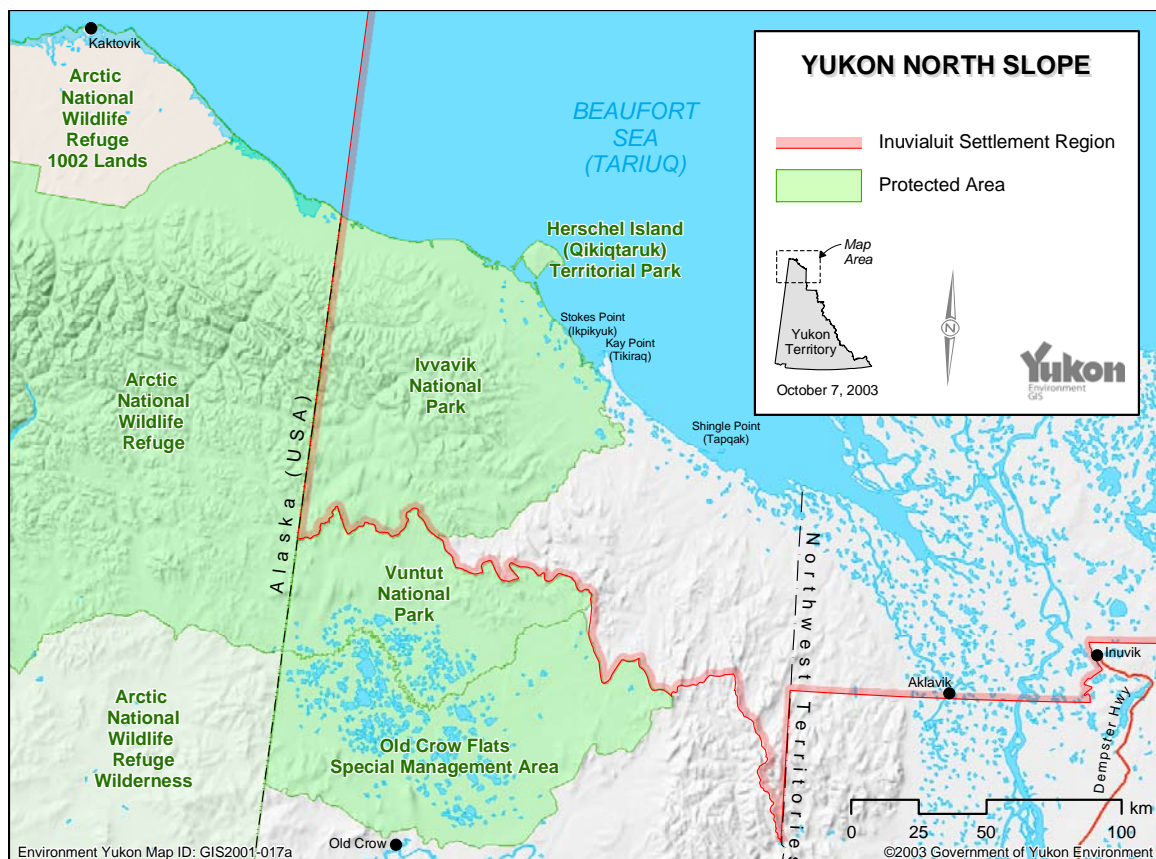 Kaktovik
Arctic
National
Wildlife
Refuge
1002 Lands
BEAUFORT
SEA
(TARIUQ)
YUKON NORTH SLOPE
Inuvialuit Settlement Region
Protected Area
Map
Area
Yukon
Territory
October 7, 2003
N
Yukon
Environment
GIS
Herschel Island
(Qikiqtaruk)
Territorial Park
Stokes Point
(Ikpikyuk)
Kay Point
(Tikiraq)
Ivvavik
National
Park
Arctic
National
Wildlife
Refuge
Shingle Point
(Tapqak)
Alaska (USA)
Northwest Territories
Vuntut
National
Park
Inuvik
Aklavik
Dempster Hwy
Arctic
National
Wildlife
Refuge
Wilderness
Old Crow Flats
Special Management Area
km
0 25 50 100
Old Crow
Environment Yukon Map ID: GIS2001-017a
©2003 Government of Yukon Environment